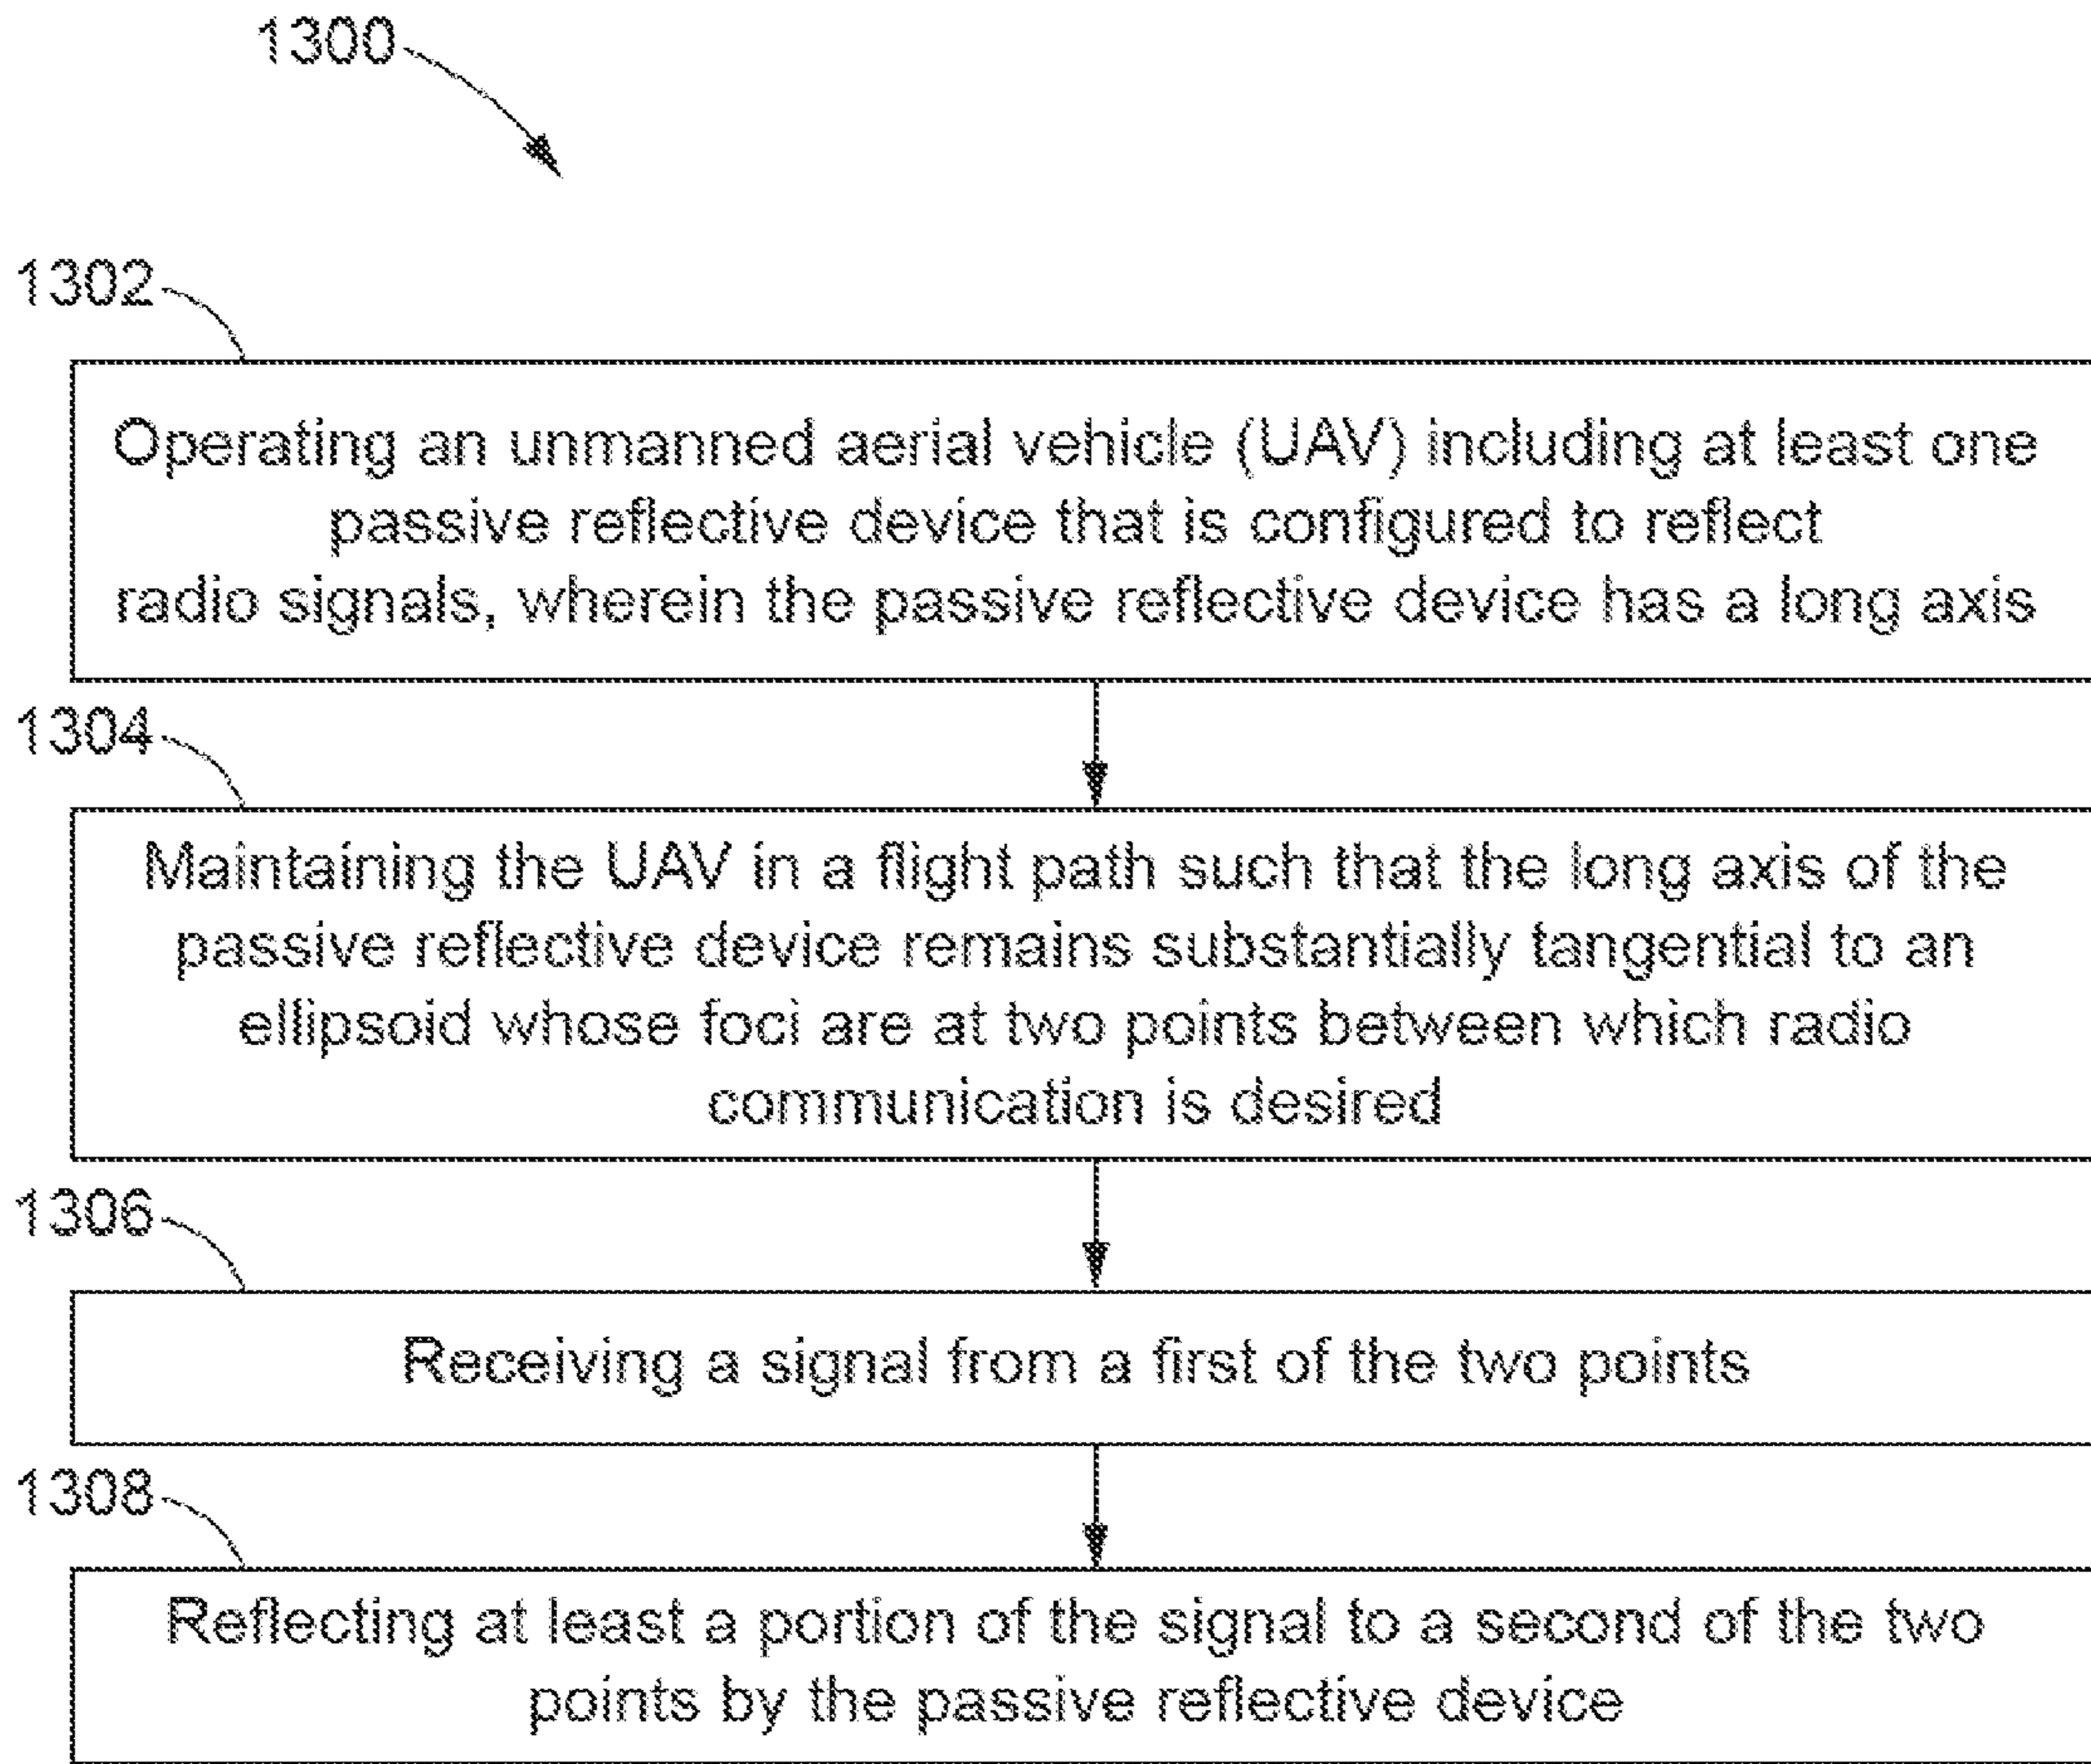 1300
1302
Operating an unmanned aerial vehicle (UAV) including at least one
passive reflective device that is configured to reflect
radio signals, wherein the passive reflective device has a long axis
1304
Maintaining the UAV in a flight path such that the long axis of the
passive reflective device remains substantially tangential to an
ellipsoid whose foci are at two points between which radio
communication is desired
1306
Receiving a signal from a first of the two points
1308
Reflecting at least a portion of the signal to a second of the two
points by the passive reflective device